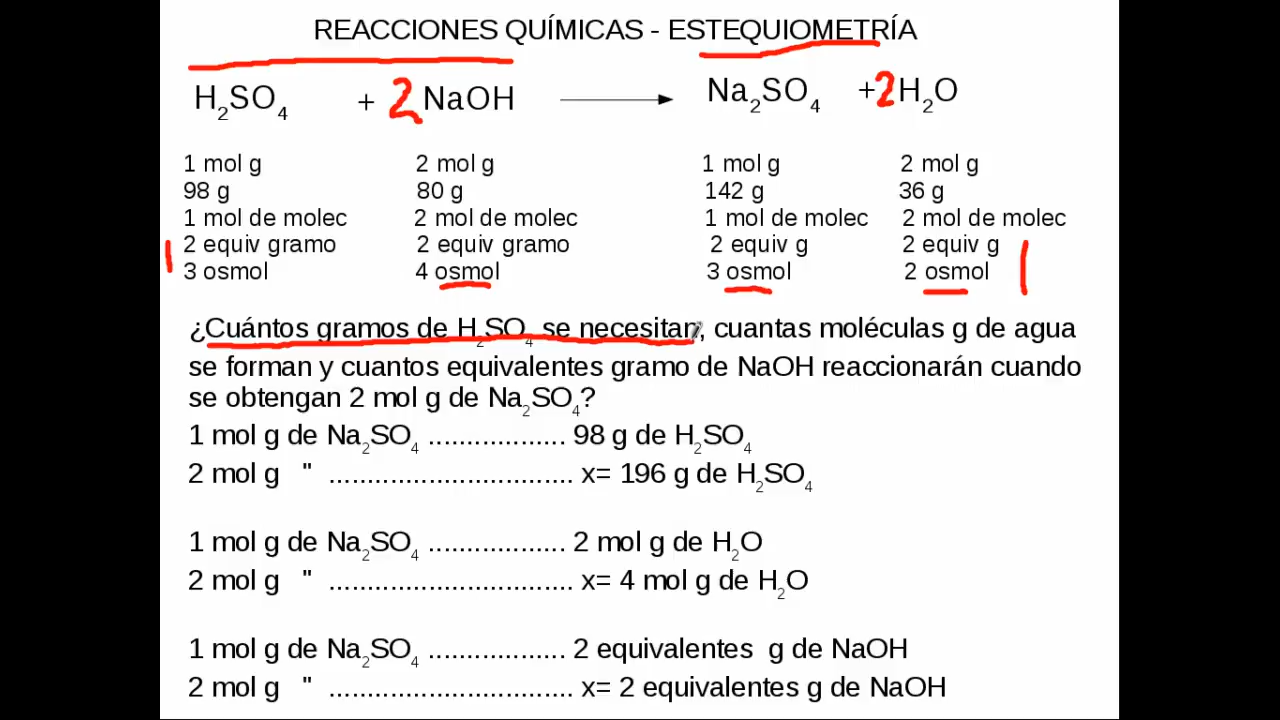 REACCIONES QUÍMICAS - ESTEQUIOMETRÍA
H₂SO₄ + 2 NaOH → Na₂SO₄ + 2 H₂O
1 mol g 2 mol g 1 mol g 2 mol g
98 g 80 g 142 g 36 g
1 mol de molec 2 mol de molec 1 mol de molec 2 mol de molec
2 equiv gramo 2 equiv gramo 2 equiv g 2 equiv g
3 osmol 4 osmol 3 osmol 2 osmol
¿Cuántos gramos de H₂SO₄ se necesitan, cuantas moléculas g de agua
se forman y cuantos equivalentes gramo de NaOH reaccionarán cuando
se obtengan 2 mol g de Na₂SO₄?
1 mol g de Na₂SO₄ .................. 98 g de H₂SO₄
2 mol g " ................................ x= 196 g de H₂SO₄
1 mol g de Na₂SO₄ .................. 2 mol g de H₂O
2 mol g " ................................ x= 4 mol g de H₂O
1 mol g de Na₂SO₄ .................. 2 equivalentes g de NaOH
2 mol g " ................................ x= 2 equivalentes g de NaOH